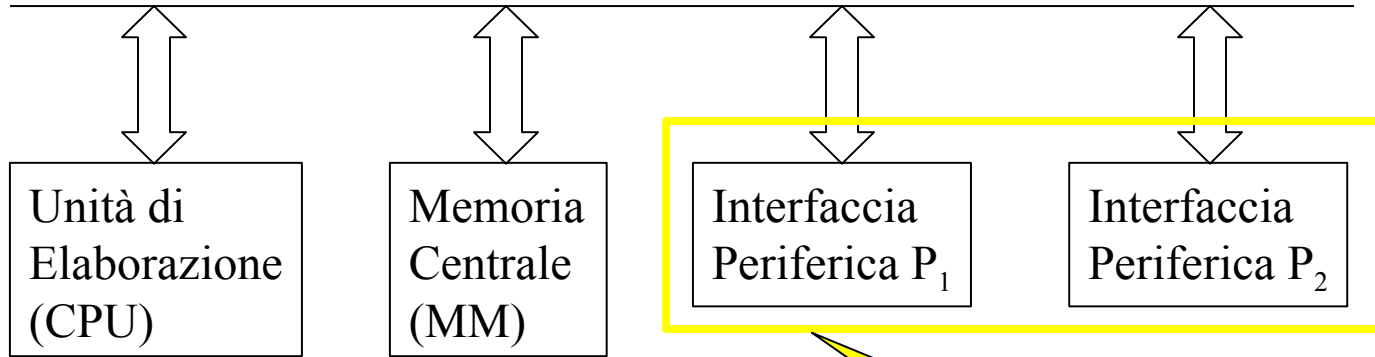 Unità di
Elaborazione
(CPU)
Memoria
Centrale
(MM)
Interfaccia
Periferica P₁
Interfaccia
Periferica P₂